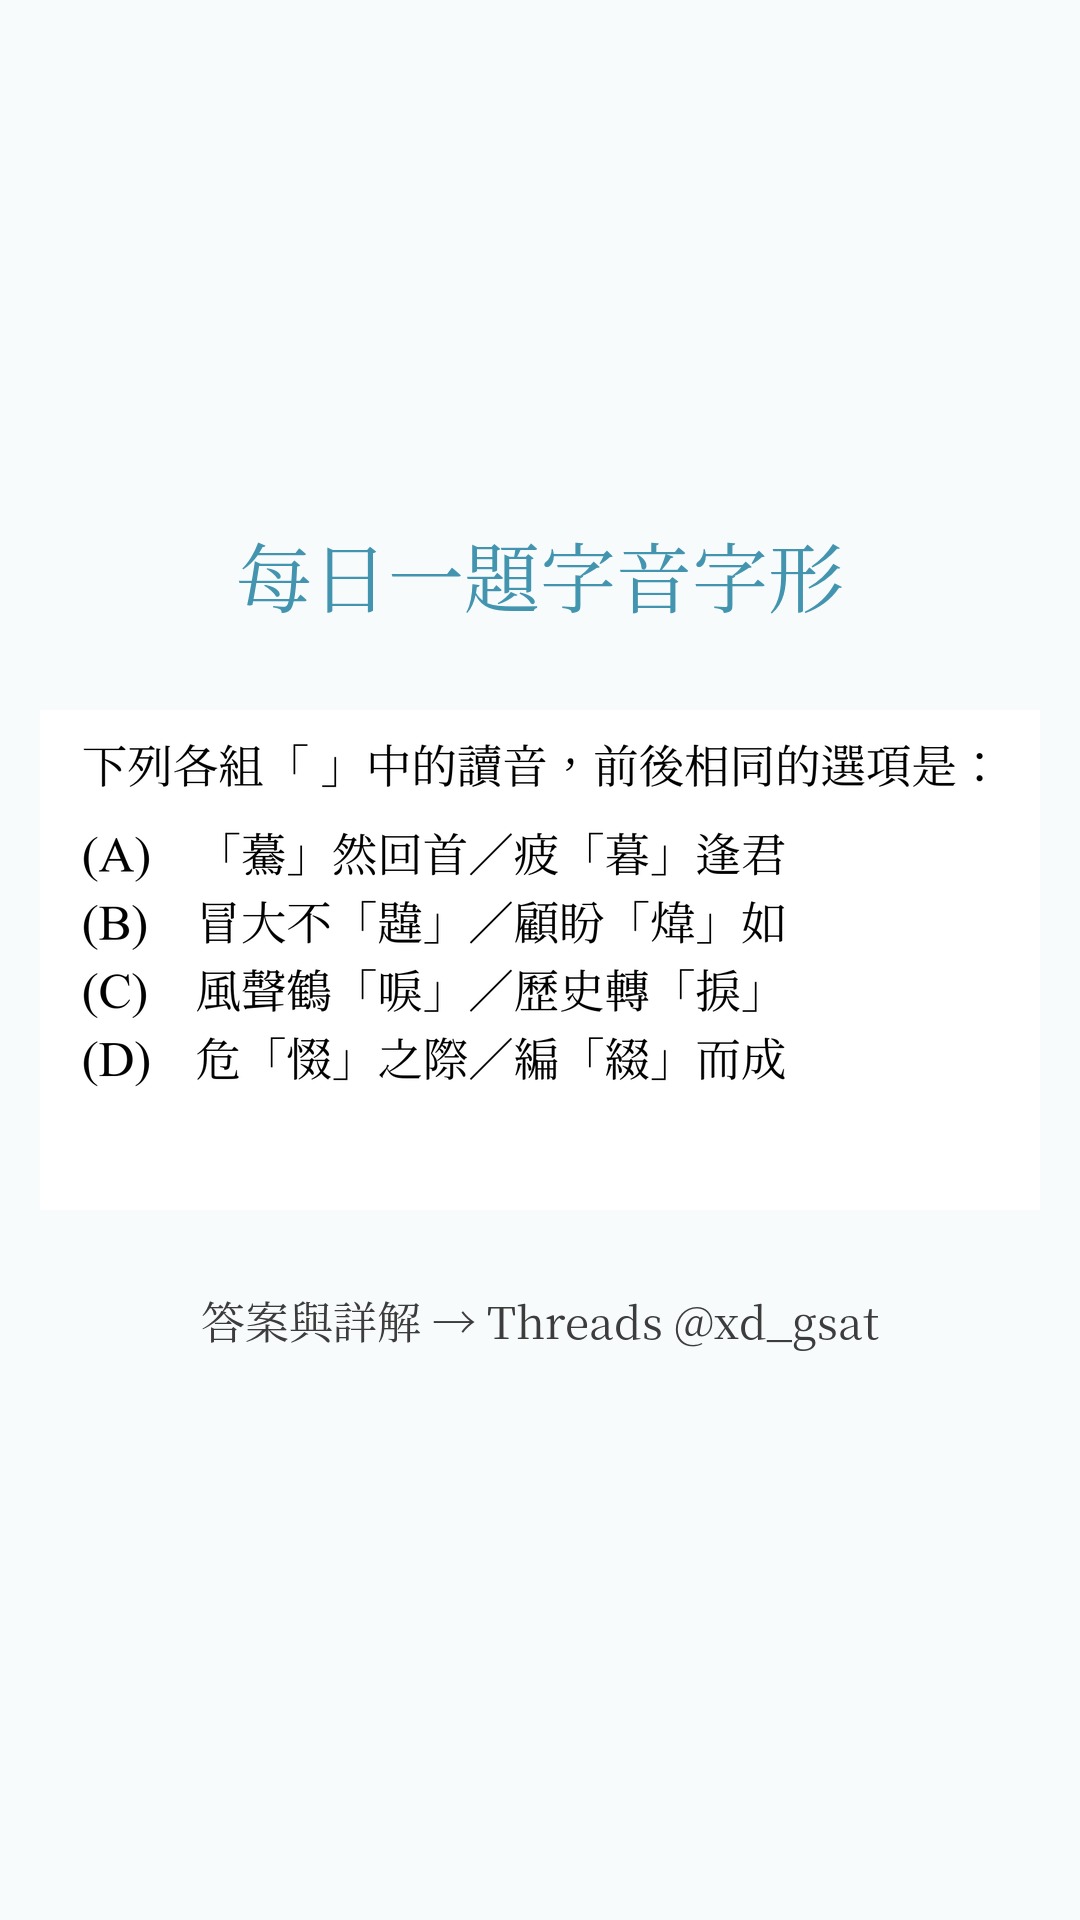 每日一題字音字形
下列各組「 」中的讀音，前後相同的選項是：
(A) 「驀」然回首／疲「暮」逢君
(B) 冒大不「韙」／顧盼「煒」如
(C) 風聲鶴「唳」／歷史轉「捩」
(D) 危「惙」之際／編「綴」而成
答案與詳解 → Threads @xd_gsat